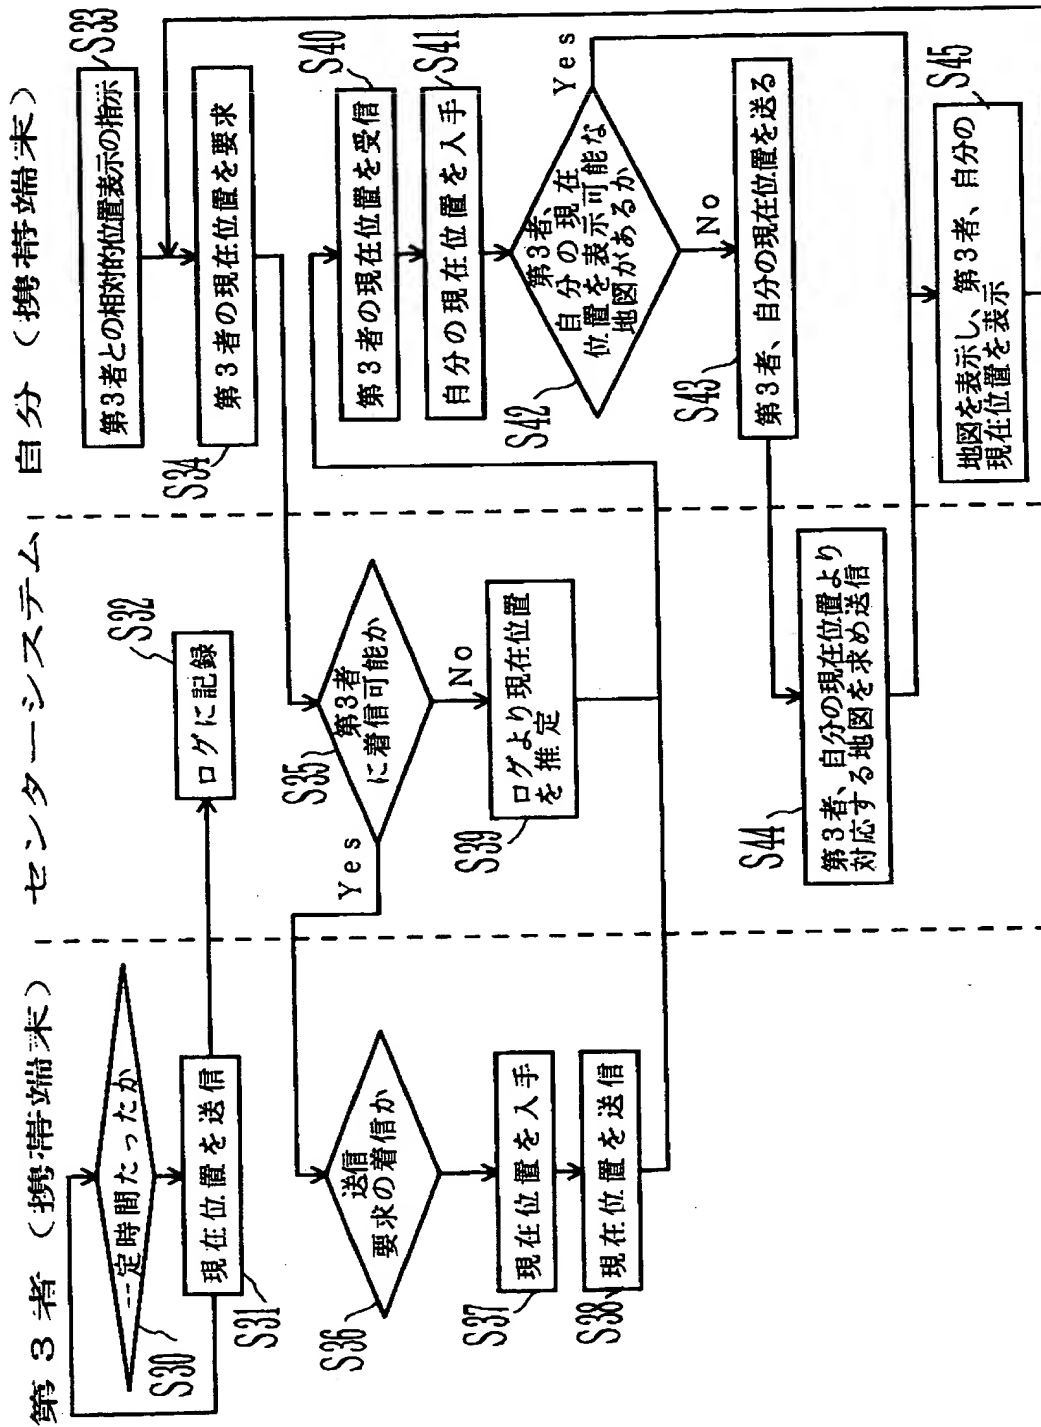 第３者（携帯端末）
センターシステム
自分（携帯端末）
一定時間たったか
S30
現在位置を送信
S31
ログに記録
S32
第３者との相対的位置表示の指示
S33
第３者の現在位置を要求
S34
第３者
に着信可能か
S35
Yes
No
送信
要求の着信か
S36
現在位置を入手
S37
現在位置を送信
S38
ログより現在位置
を推定
S39
第３者の現在位置を受信
S40
自分の現在位置を入手
S41
第３者、
自分の現在
位置を表示可能な
地図があるか
S42
Yes
No
第３者、自分の現在位置を送る
S43
第３者、自分の現在位置より
対応する地図を求め送信
S44
地図を表示し、第３者、自分の
現在位置を表示
S45